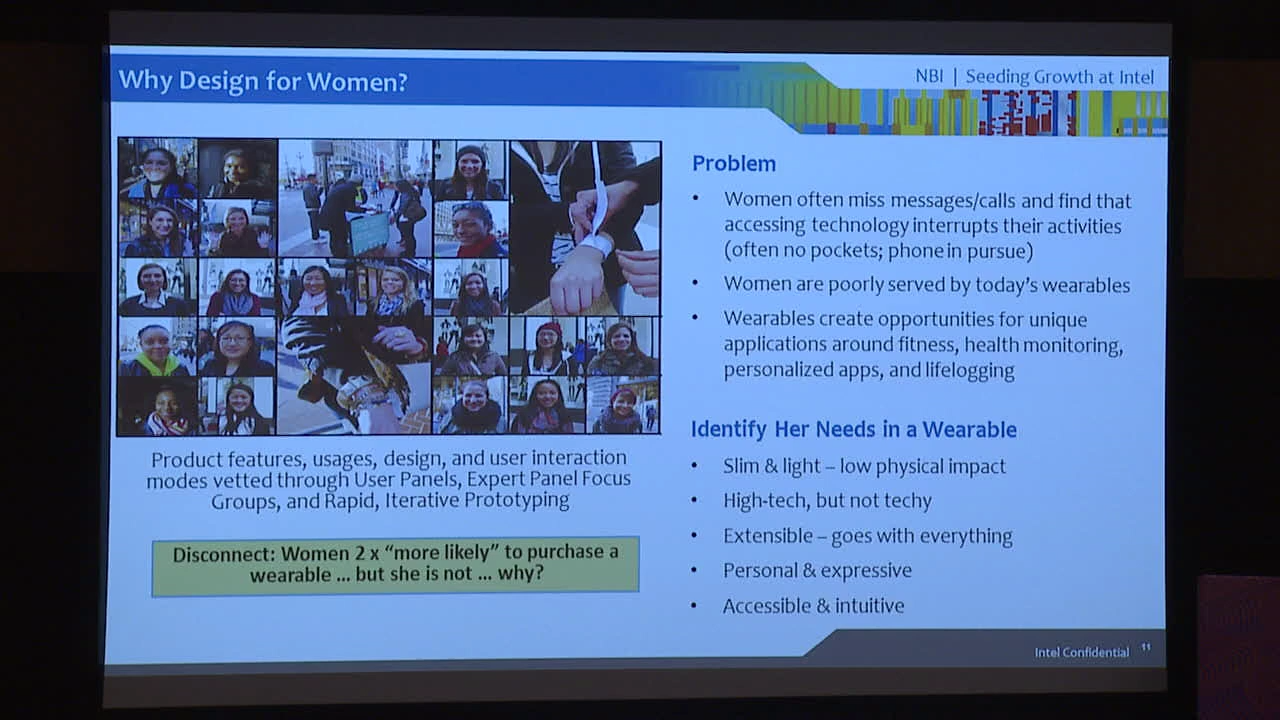 Why Design for Women?
NBI | Seeding Growth at Intel
Product features, usages, design, and user interaction
modes vetted through User Panels, Expert Panel Focus
Groups, and Rapid, Iterative Prototyping
Disconnect: Women 2 x “more likely” to purchase a
wearable ... but she is not ... why?
Problem
• Women often miss messages/calls and find that
accessing technology interrupts their activities
(often no pockets; phone in pursue)
• Women are poorly served by today’s wearables
• Wearables create opportunities for unique
applications around fitness, health monitoring,
personalized apps, and lifelogging
Identify Her Needs in a Wearable
• Slim & light – low physical impact
• High-tech, but not techy
• Extensible – goes with everything
• Personal & expressive
• Accessible & intuitive
Intel Confidential 11